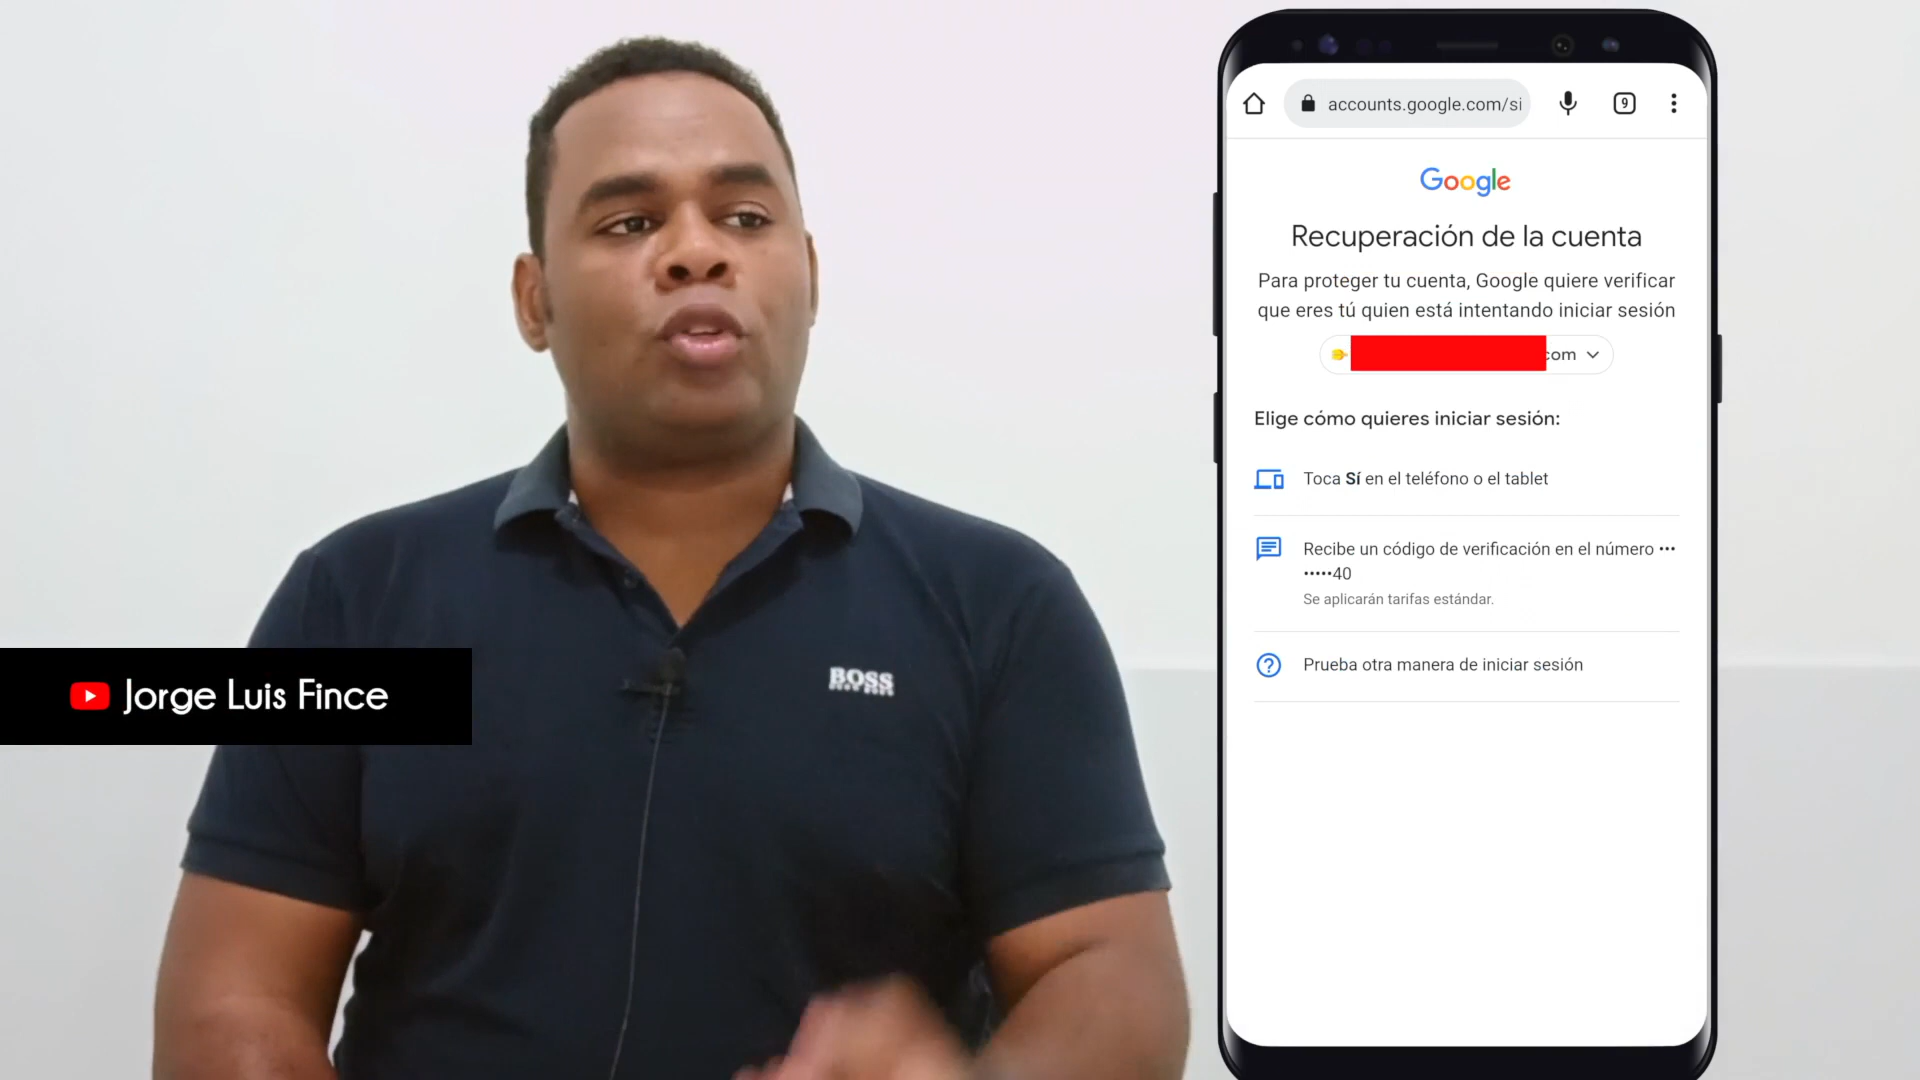 accounts.google.com/si
9
Google
Recuperación de la cuenta
Para proteger tu cuenta, Google quiere verificar
que eres tú quien está intentando iniciar sesión
com
Elige cómo quieres iniciar sesión:
Toca Sí en el teléfono o el tablet
Recibe un código de verificación en el número •••
•••••40
Se aplicarán tarifas estándar.
Prueba otra manera de iniciar sesión
Jorge Luis Fince
BOSS